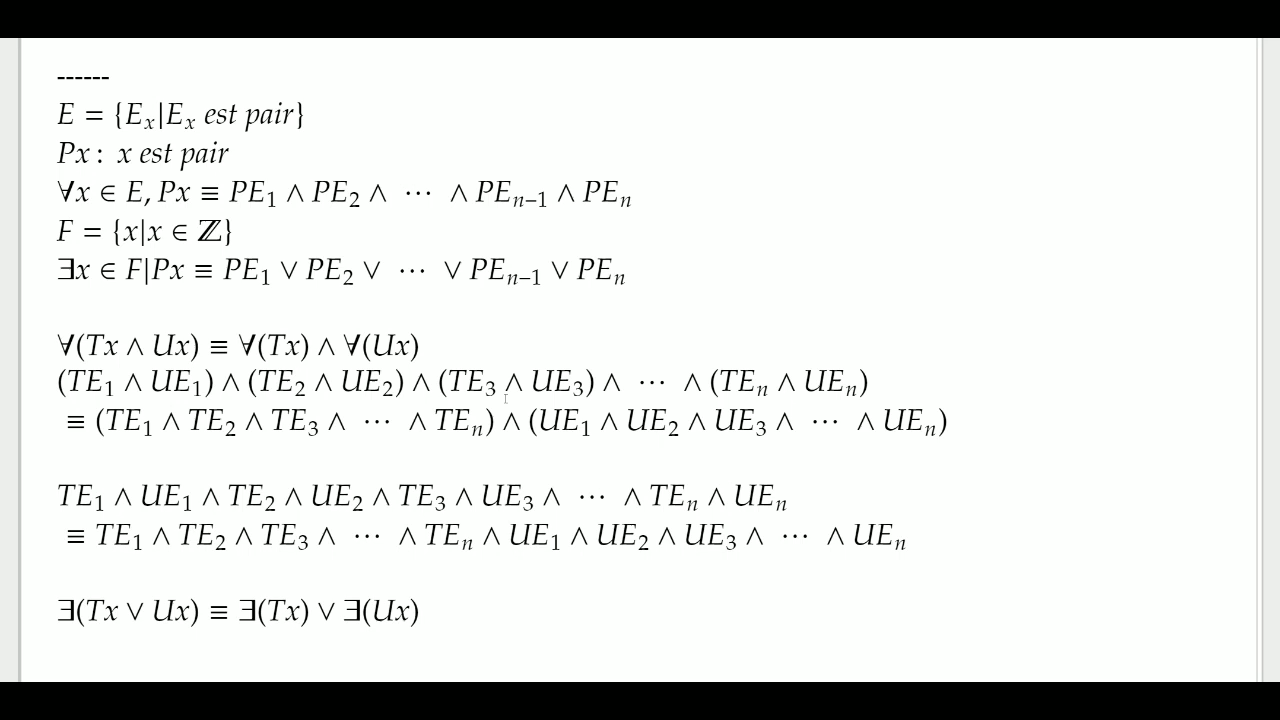 ------
E = {Eₓ|Eₓ est pair}
Px : x est pair
∀x ∈ E, Px ≡ PE₁ ∧ PE₂ ∧ ⋯ ∧ PEₙ₋₁ ∧ PEₙ
F = {x|x ∈ ℤ}
∃x ∈ F|Px ≡ PE₁ ∨ PE₂ ∨ ⋯ ∨ PEₙ₋₁ ∨ PEₙ
∀(Tx ∧ Ux) ≡ ∀(Tx) ∧ ∀(Ux)
(TE₁ ∧ UE₁) ∧ (TE₂ ∧ UE₂) ∧ (TE₃ ∧ UE₃) ∧ ⋯ ∧ (TEₙ ∧ UEₙ)
≡ (TE₁ ∧ TE₂ ∧ TE₃ ∧ ⋯ ∧ TEₙ) ∧ (UE₁ ∧ UE₂ ∧ UE₃ ∧ ⋯ ∧ UEₙ)
TE₁ ∧ UE₁ ∧ TE₂ ∧ UE₂ ∧ TE₃ ∧ UE₃ ∧ ⋯ ∧ TEₙ ∧ UEₙ
≡ TE₁ ∧ TE₂ ∧ TE₃ ∧ ⋯ ∧ TEₙ ∧ UE₁ ∧ UE₂ ∧ UE₃ ∧ ⋯ ∧ UEₙ
∃(Tx ∨ Ux) ≡ ∃(Tx) ∨ ∃(Ux)